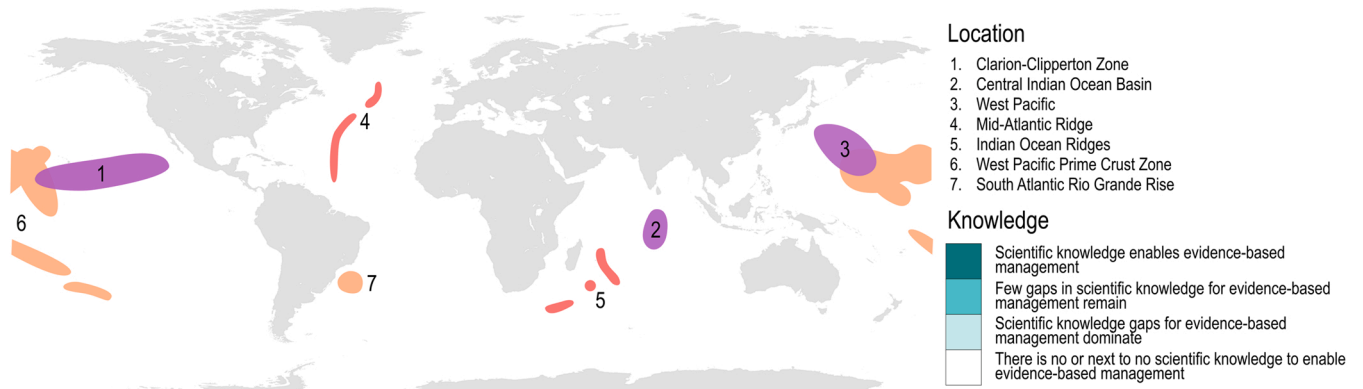 Location
1. Clarion-Clipperton Zone
2. Central Indian Ocean Basin
3. West Pacific
4. Mid-Atlantic Ridge
5. Indian Ocean Ridges
6. West Pacific Prime Crust Zone
7. South Atlantic Rio Grande Rise
Knowledge
Scientific knowledge enables evidence-based
management
Few gaps in scientific knowledge for evidence-based
management remain
Scientific knowledge gaps for evidence-based
management dominate
There is no or next to no scientific knowledge to enable
evidence-based management
4
3
1
6
2
7
5